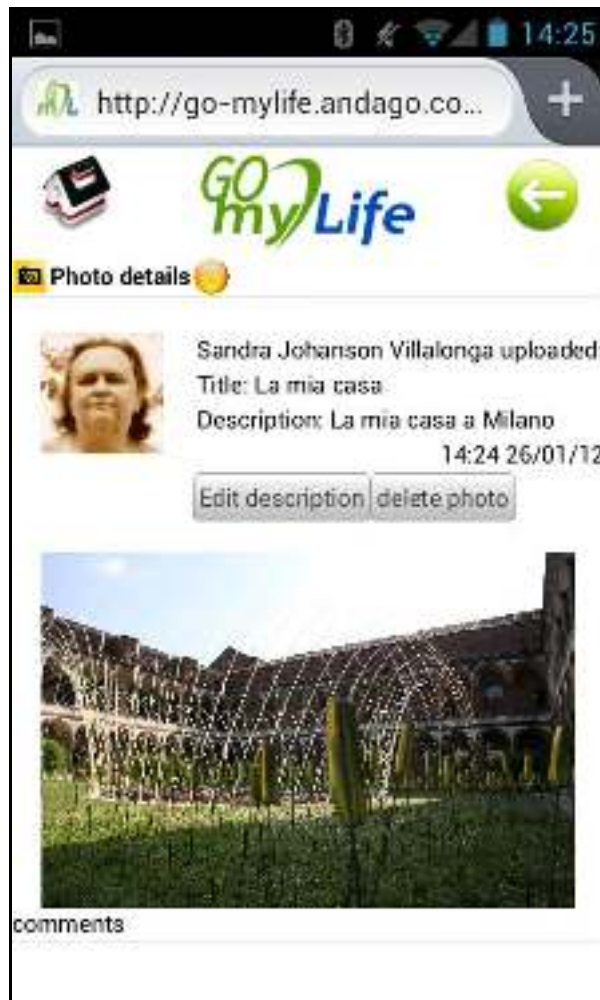 14:25
http://go-mylife.andago.co...
GO
my Life
Photo details
Sandra Johanson Villalonga uploaded:
Title: La mia casa
Description: La mia casa a Milano
14:24 26/01/12
Edit description delete photo
comments